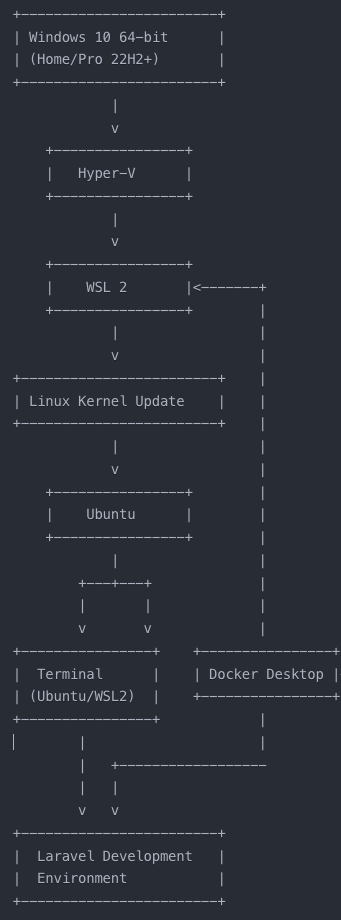 Windows 10 64-bit
(Home/Pro 22H2+)
Hyper-V
WSL 2
Linux Kernel Update
Ubuntu
Terminal
(Ubuntu/WSL2)
Docker Desktop
Laravel Development
Environment